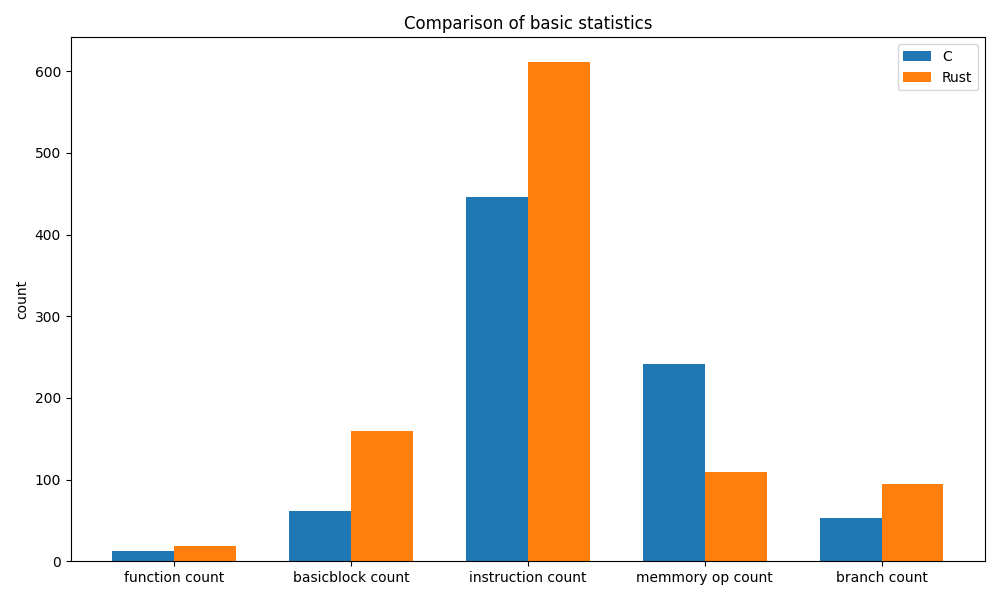 Comparison of basic statistics
C
Rust
count
600
500
400
300
200
100
0
function count
basicblock count
instruction count
memmory op count
branch count